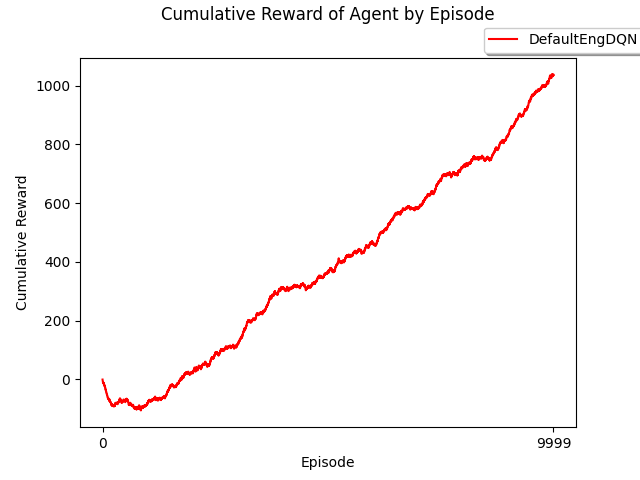 Cumulative Reward of Agent by Episode
DefaultEngDQN
1000
800
600
400
200
0
Cumulative Reward
0
9999
Episode